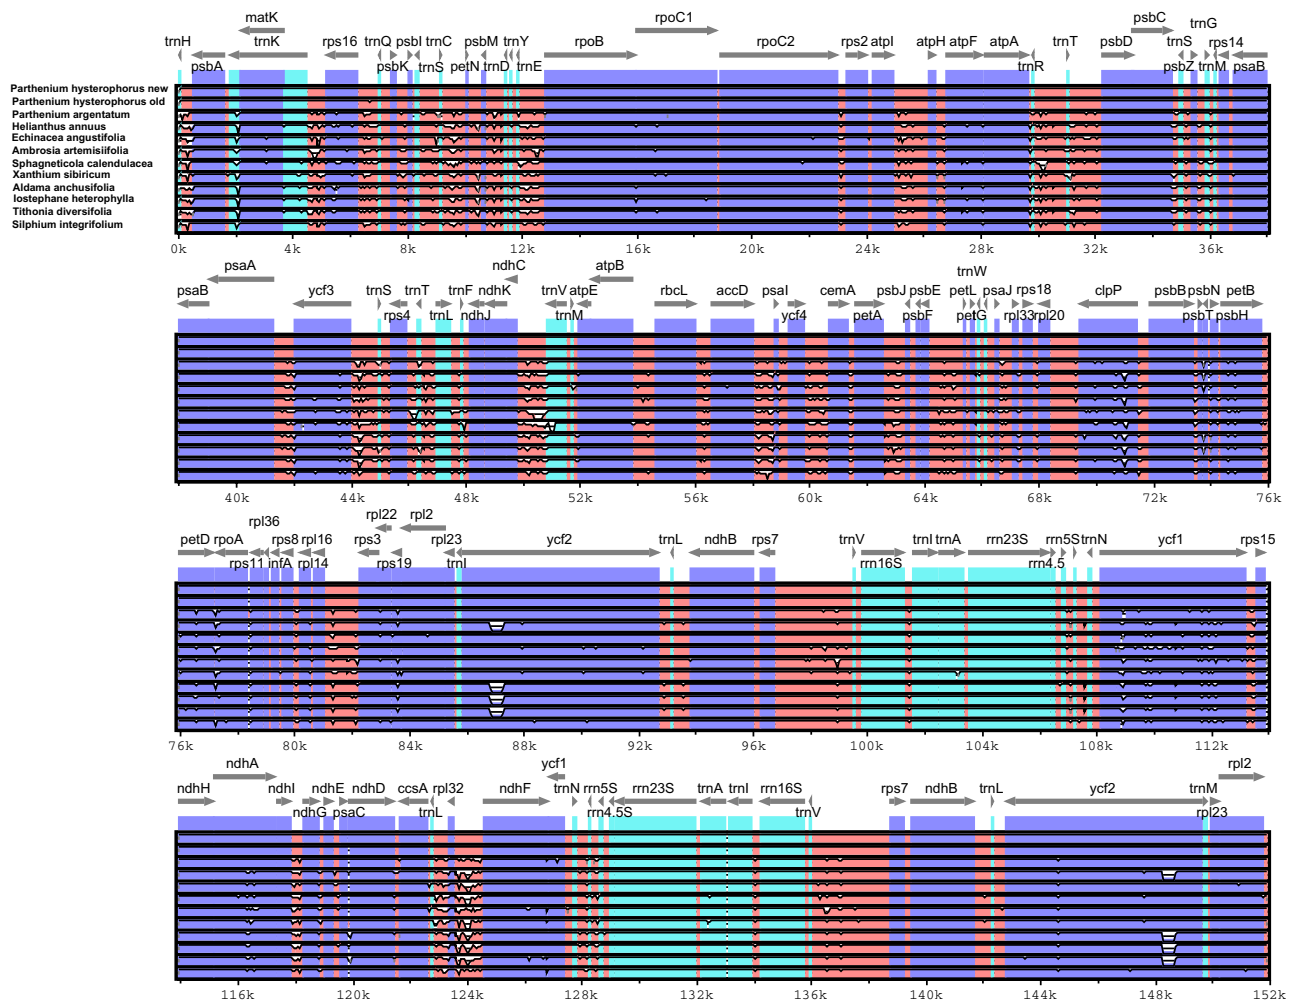 matK rpoC1 psbC trnG
trnH trnK rps16 trnQ psbI trnC psbM trnY rpoB rpoC2 rps2 atpI atpH atpF atpA trnT psbD trnS rps14
psbA psbK trnS petN trnD trnE trnR psbZ trnM psaB
Parthenium hysterophorus new
Parthenium hysterophorus old
Parthenium argentatum
Helianthus annuus
Echinacea angustifolia
Ambrosia artemisiifolia
Sphagneticola calendulacea
Xanthium sibiricum
Aldama anchusifolia
Iostephane heterophylla
Tithonia diversifolia
Silphium integrifolium
0k 4k 8k 12k 16k 20k 24k 28k 32k 36k
psaA ndhC atpB trnW
psaB ycf3 trnS trnT trnF ndhK trnV atpE rbcL accD psaI cemA psbJ psbE petL psaJ rps18 clpP psbB psbN petB
rps4 trnL ndhJ trnM ycf4 petA psbF petG rpl33 rpl20 psbT psbH
40k 44k 48k 52k 56k 60k 64k 68k 72k 76k
rpl36 rpl22 rpl2
petD rpoA rps8 rpl16 rps3 rpl23 ycf2 trnL ndhB rps7 trnV trnI trnA rrn23S rrn5S trnN ycf1 rps15
rps11 infA rpl14 rps19 trnI rrn16S rrn4.5
76k 80k 84k 88k 92k 96k 100k 104k 108k 112k
ndhA ycf1 rpl2
ndhH ndhI ndhE ndhD ccsA rpl32 ndhF trnN rrn5S rrn23S trnA trnI rrn16S rps7 ndhB trnL ycf2 trnM
ndhG psaC trnL rrn4.5S trnV rpl23
116k 120k 124k 128k 132k 136k 140k 144k 148k 152k